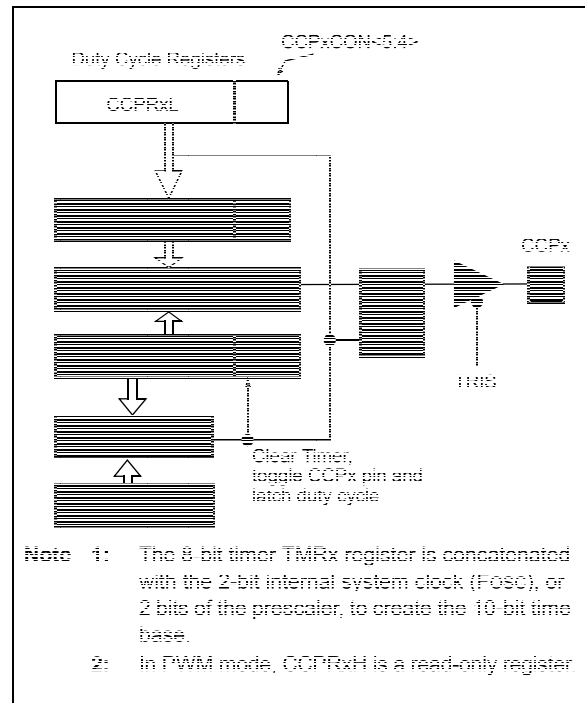 CCPxCON<5:4>
Duty Cycle Registers
CCPRxL
CCPx
TRIS
Clear Timer,
toggle CCPx pin and
latch duty cycle
Note 1: The 8-bit timer TMRx register is concatenated
with the 2-bit internal system clock (FOSC), or
2 bits of the prescaler, to create the 10-bit time
base.
2: In PWM mode, CCPRxH is a read-only register.